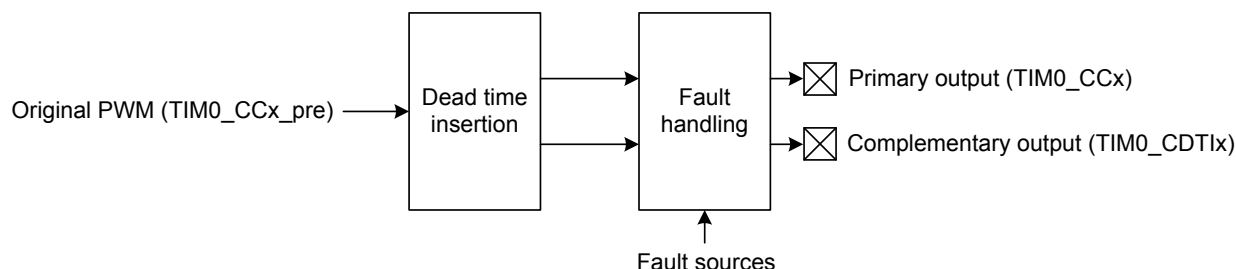 Original PWM (TIM0_CCx_pre)
Dead time
insertion
Fault
handling
Primary output (TIM0_CCx)
Complementary output (TIM0_CDTIx)
Fault sources